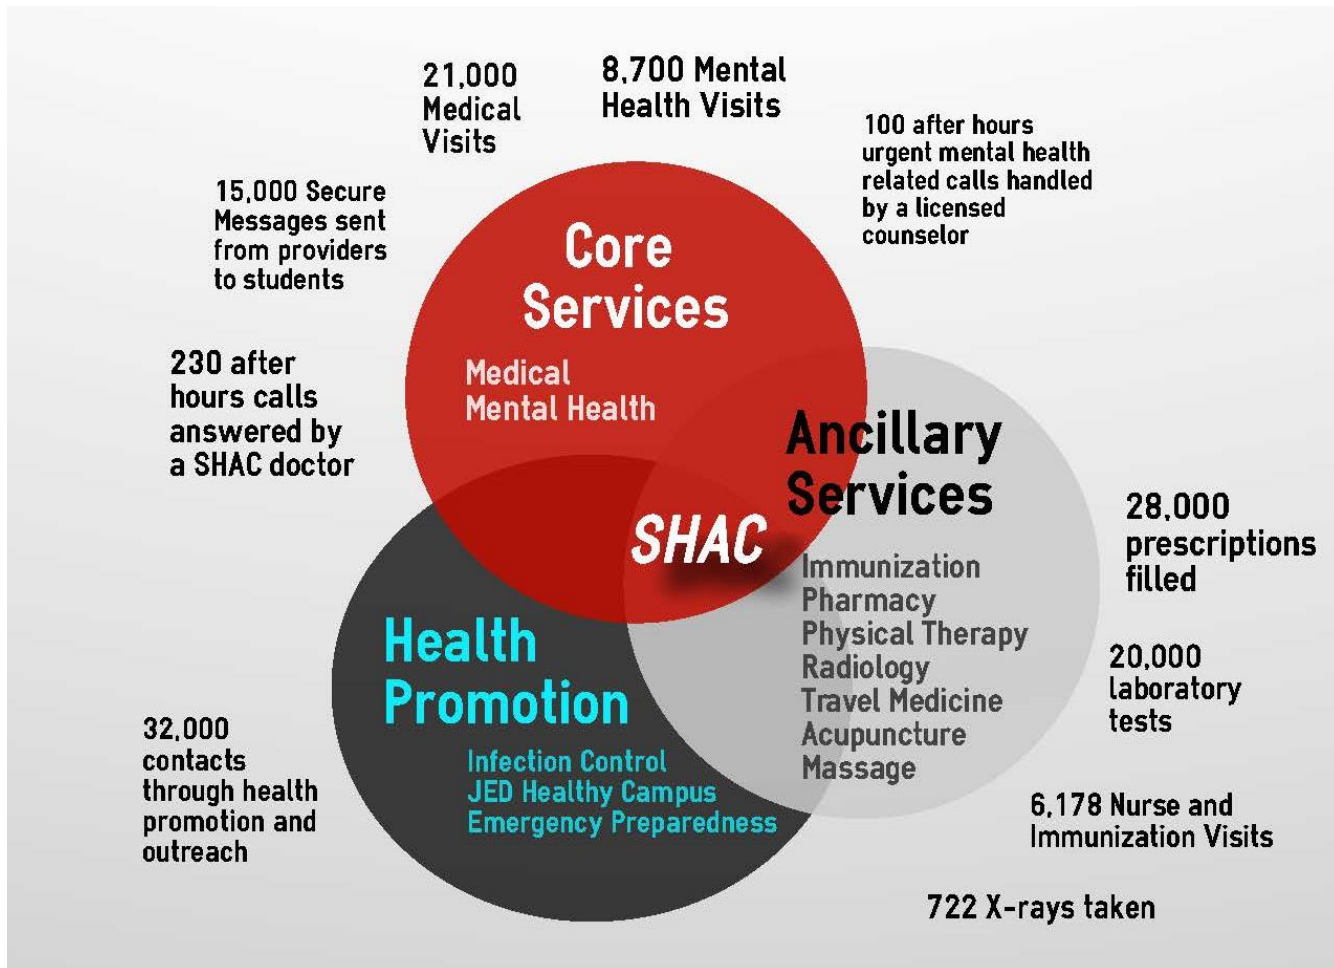 21,000
Medical
Visits
8,700 Mental
Health Visits
100 after hours
urgent mental health
related calls handled
by a licensed
counselor
15,000 Secure
Messages sent
from providers
to students
Core
Services
Medical
Mental Health
230 after
hours calls
answered by
a SHAC doctor
Ancillary
Services
SHAC
Immunization
Pharmacy
Physical Therapy
Radiology
Travel Medicine
Acupuncture
Massage
28,000
prescriptions
filled
20,000
laboratory
tests
Health
Promotion
Infection Control
JED Healthy Campus
Emergency Preparedness
32,000
contacts
through health
promotion and
outreach
6,178 Nurse and
Immunization Visits
722 X-rays taken